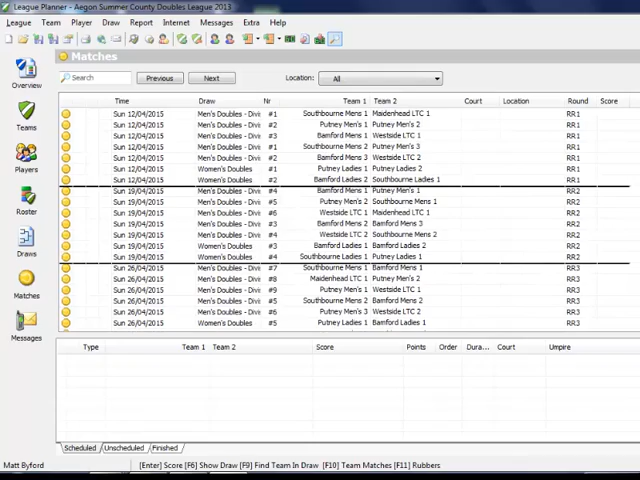 League Planner - Aegon Summer County Doubles League 2013
League Team Player Draw Report Internet Messages Extra Help
Matches
Search Previous Next Location: All
Time Draw Nr Team 1 Team 2 Court Location Round Score
Sun 12/04/2015 Men's Doubles - Divi #1 Southbourne Mens 1 Maidenhead LTC 1 RR1
Sun 12/04/2015 Men's Doubles - Divi #2 Putney Mens 1 Putney Men's 2 RR1
Sun 12/04/2015 Men's Doubles - Divi #3 Bamford Mens 1 Westside LTC 1 RR1
Sun 12/04/2015 Men's Doubles - Divi #1 Southbourne Mens 2 Putney Men's 3 RR1
Sun 12/04/2015 Men's Doubles - Divi #2 Bamford Mens 3 Westside LTC 2 RR1
Sun 12/04/2015 Women's Doubles #1 Putney Ladies 1 Putney Ladies 2 RR1
Sun 12/04/2015 Women's Doubles #2 Bamford Ladies 2 Southbourne Ladies 1 RR1
Sun 19/04/2015 Men's Doubles - Divi #4 Bamford Mens 1 Putney Men's 1 RR2
Sun 19/04/2015 Men's Doubles - Divi #5 Putney Men's 2 Southbourne Mens 1 RR2
Sun 19/04/2015 Men's Doubles - Divi #6 Westside LTC 1 Maidenhead LTC 1 RR2
Sun 19/04/2015 Men's Doubles - Divi #3 Bamford Mens 2 Bamford Mens 3 RR2
Sun 19/04/2015 Men's Doubles - Divi #4 Westside LTC 2 Southbourne Mens 2 RR2
Sun 19/04/2015 Women's Doubles #3 Bamford Ladies 1 Bamford Ladies 2 RR2
Sun 19/04/2015 Women's Doubles #4 Southbourne Ladies 1 Putney Ladies 1 RR2
Sun 26/04/2015 Men's Doubles - Divi #7 Southbourne Mens 1 Bamford Mens 1 RR3
Sun 26/04/2015 Men's Doubles - Divi #8 Maidenhead LTC 1 Putney Men's 2 RR3
Sun 26/04/2015 Men's Doubles - Divi #9 Putney Men's 1 Westside LTC 1 RR3
Sun 26/04/2015 Men's Doubles - Divi #5 Southbourne Mens 2 Bamford Mens 2 RR3
Sun 26/04/2015 Men's Doubles - Divi #6 Putney Men's 3 Westside LTC 2 RR3
Sun 26/04/2015 Women's Doubles #5 Putney Ladies 1 Bamford Ladies 1 RR3
Overview
Teams
Players
Roster
Draws
Matches
Messages
Type Team 1 Team 2 Score Points Order Dura... Court Umpire
Scheduled Unscheduled Finished
Matt Byford [Enter] Score [F6] Show Draw [F9] Find Team In Draw [F10] Team Matches [F11] Rubbers